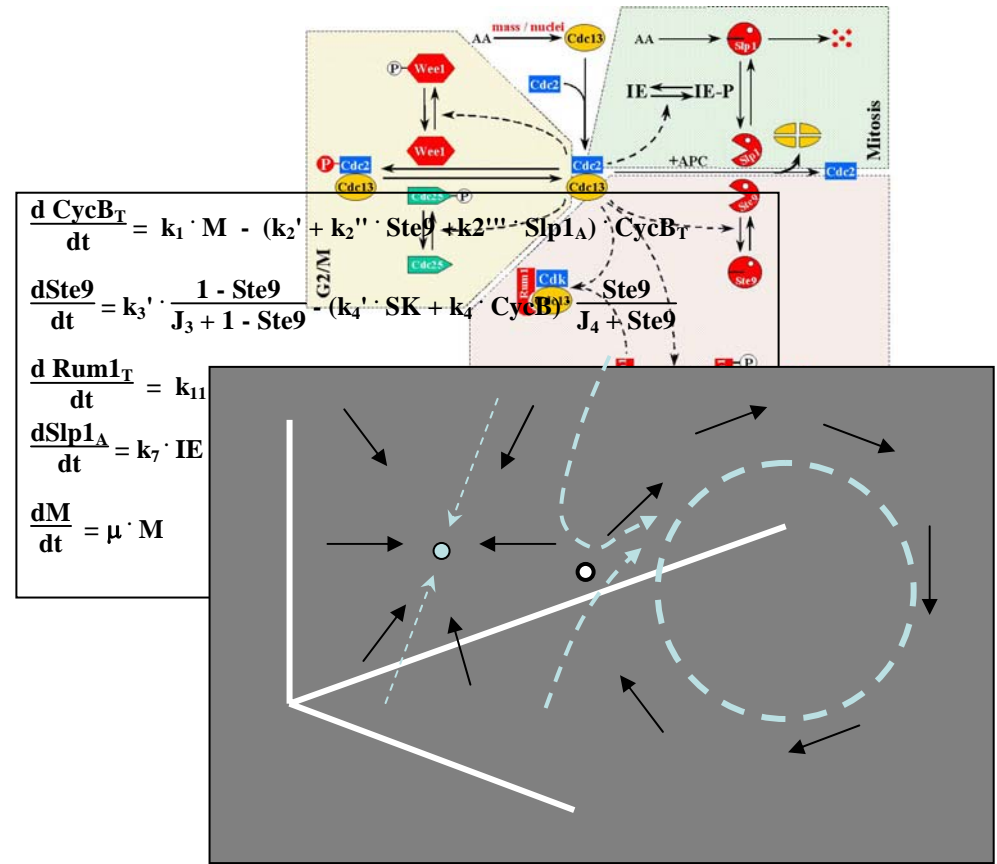 mass / nuclei
AA
Cdc13
AA
Slp1
P
Wee1
Cdc2
IE
IE-P
Mitosis
Wee1
Slp1
P
Cdc2
Cdc2
+APC
Cdc2
Cdc13
Cdc13
Cdc25
P
Ste9
Cdc25
G2/M
Ste9
Rum1
Cdk
Cdc13
P
d CycB_T / dt = k_1 · M - (k_2' + k_2'' · Ste9 +k2''' · Slp1_A) · CycB_T
dSte9 / dt = k_3' · 1 - Ste9 / J_3 + 1 - Ste9 - (k_4' · SK + k_4 · CycB) · Ste9 / J_4 + Ste9
d Rum1_T / dt = k_11
dSlp1_A / dt = k_7 · IE
dM / dt = μ · M